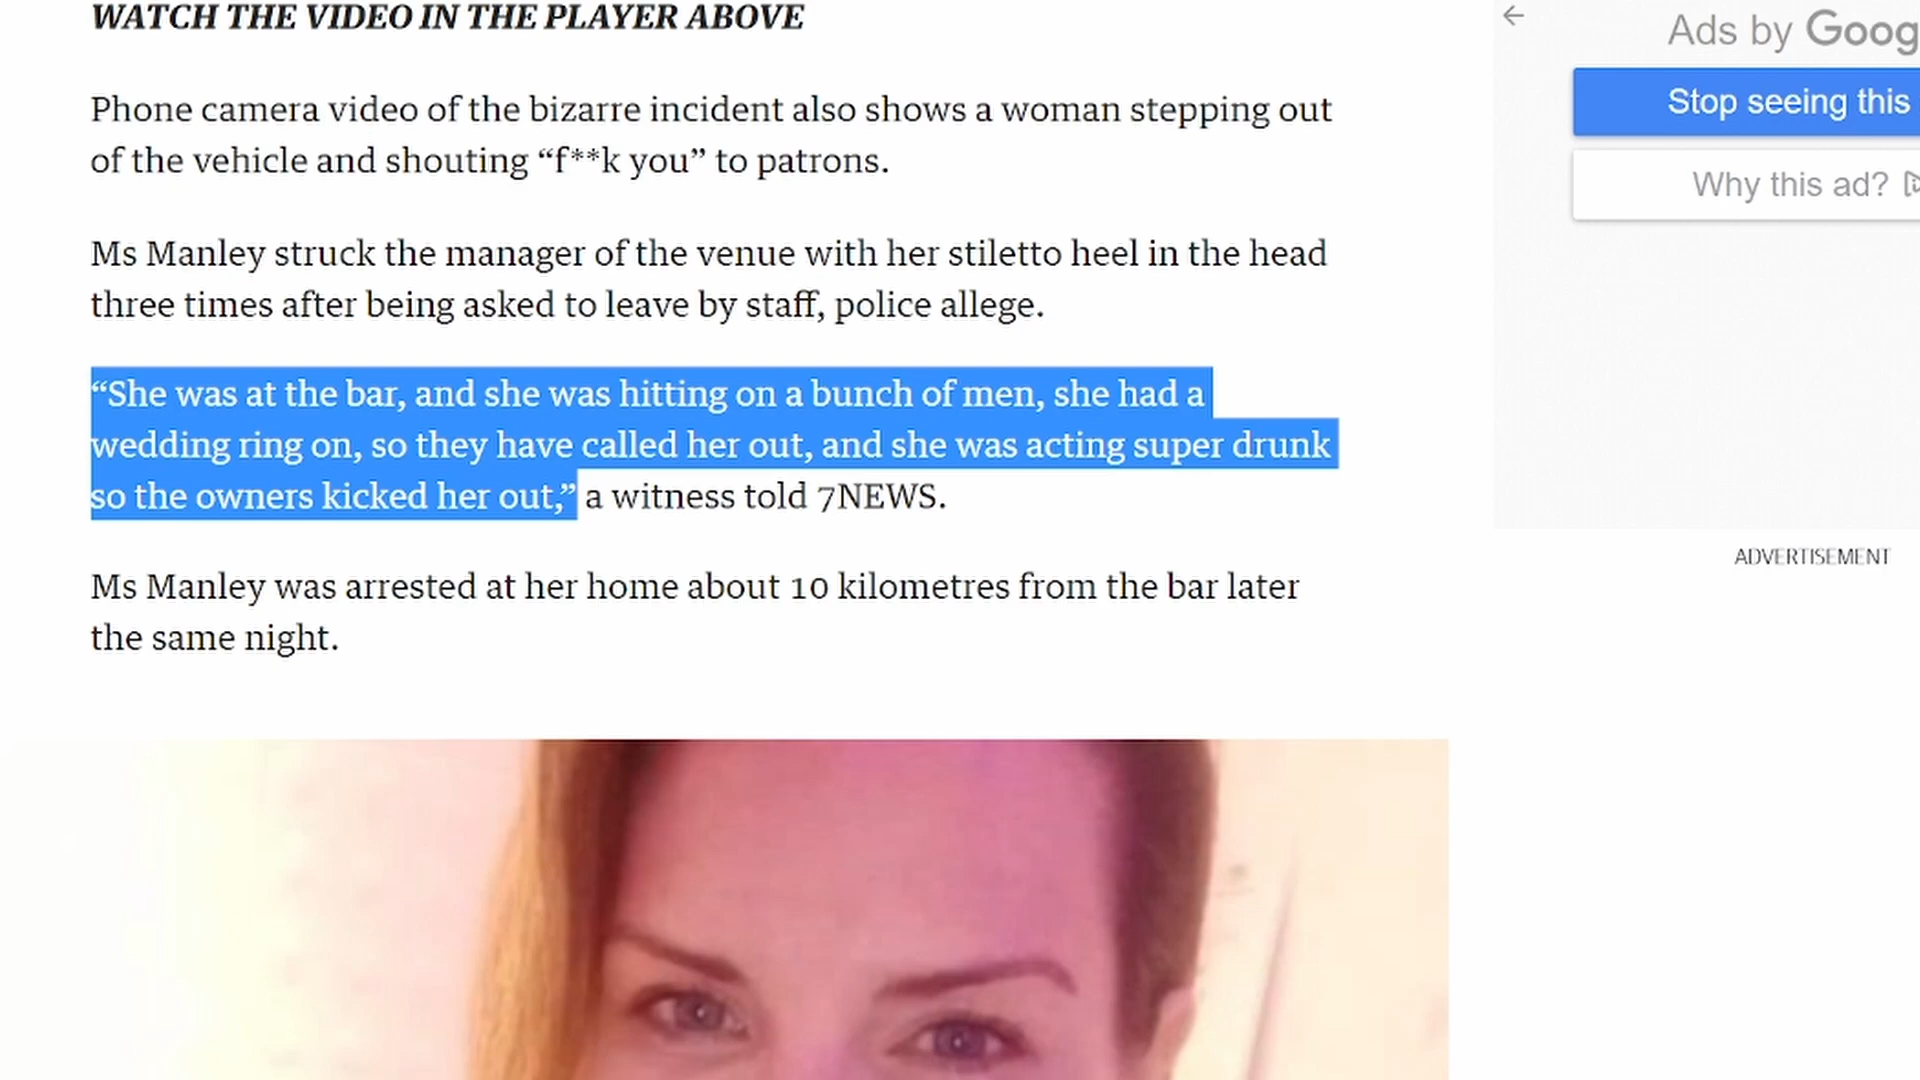 WATCH THE VIDEO IN THE PLAYER ABOVE
Phone camera video of the bizarre incident also shows a woman stepping out
of the vehicle and shouting “f**k you” to patrons.
Ms Manley struck the manager of the venue with her stiletto heel in the head
three times after being asked to leave by staff, police allege.
“She was at the bar, and she was hitting on a bunch of men, she had a
wedding ring on, so they have called her out, and she was acting super drunk
so the owners kicked her out,” a witness told 7NEWS.
Ms Manley was arrested at her home about 10 kilometres from the bar later
the same night.
Ads by Goog
Stop seeing this
Why this ad?
ADVERTISEMENT